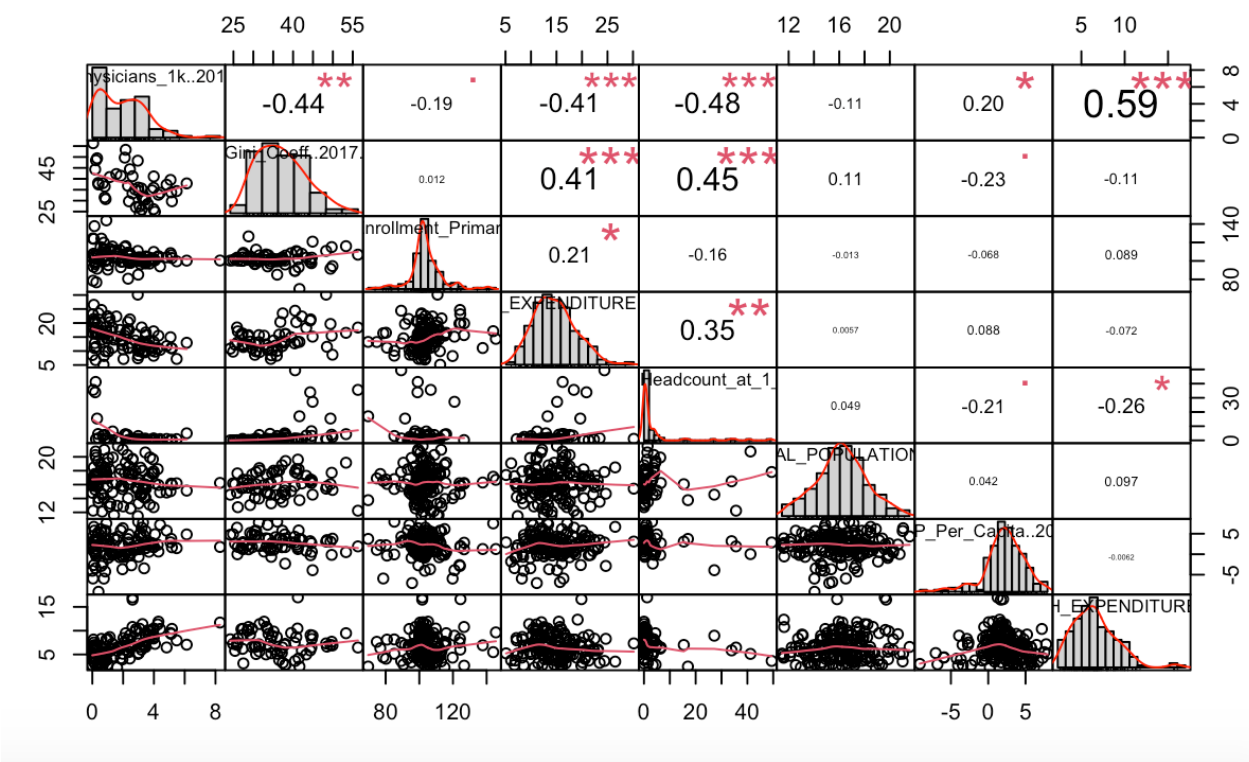 25 40 55 5 15 25 12 16 20 5 10
hysicians_1k..201 -0.44 ** -0.19 . -0.41 *** -0.48 *** -0.11 0.20 * 0.59 *** 0 4 8
25 45 Gini_Coeff..2017. 0.012 0.41 *** 0.45 *** 0.11 -0.23 . -0.11
nrollment_Primar 0.21 * -0.16 -0.013 -0.068 0.089 80 140
5 20 _EXPENDITURE 0.35 ** 0.0057 0.088 -0.072
Headcount_at_1_ 0.049 -0.21 . -0.26 * 0 30
12 20 AL_POPULATION 0.042 0.097
P_Per_Capita..20 -0.0062 -5 5
5 15 H_EXPENDITURE
0 4 8 80 120 0 20 40 -5 0 5